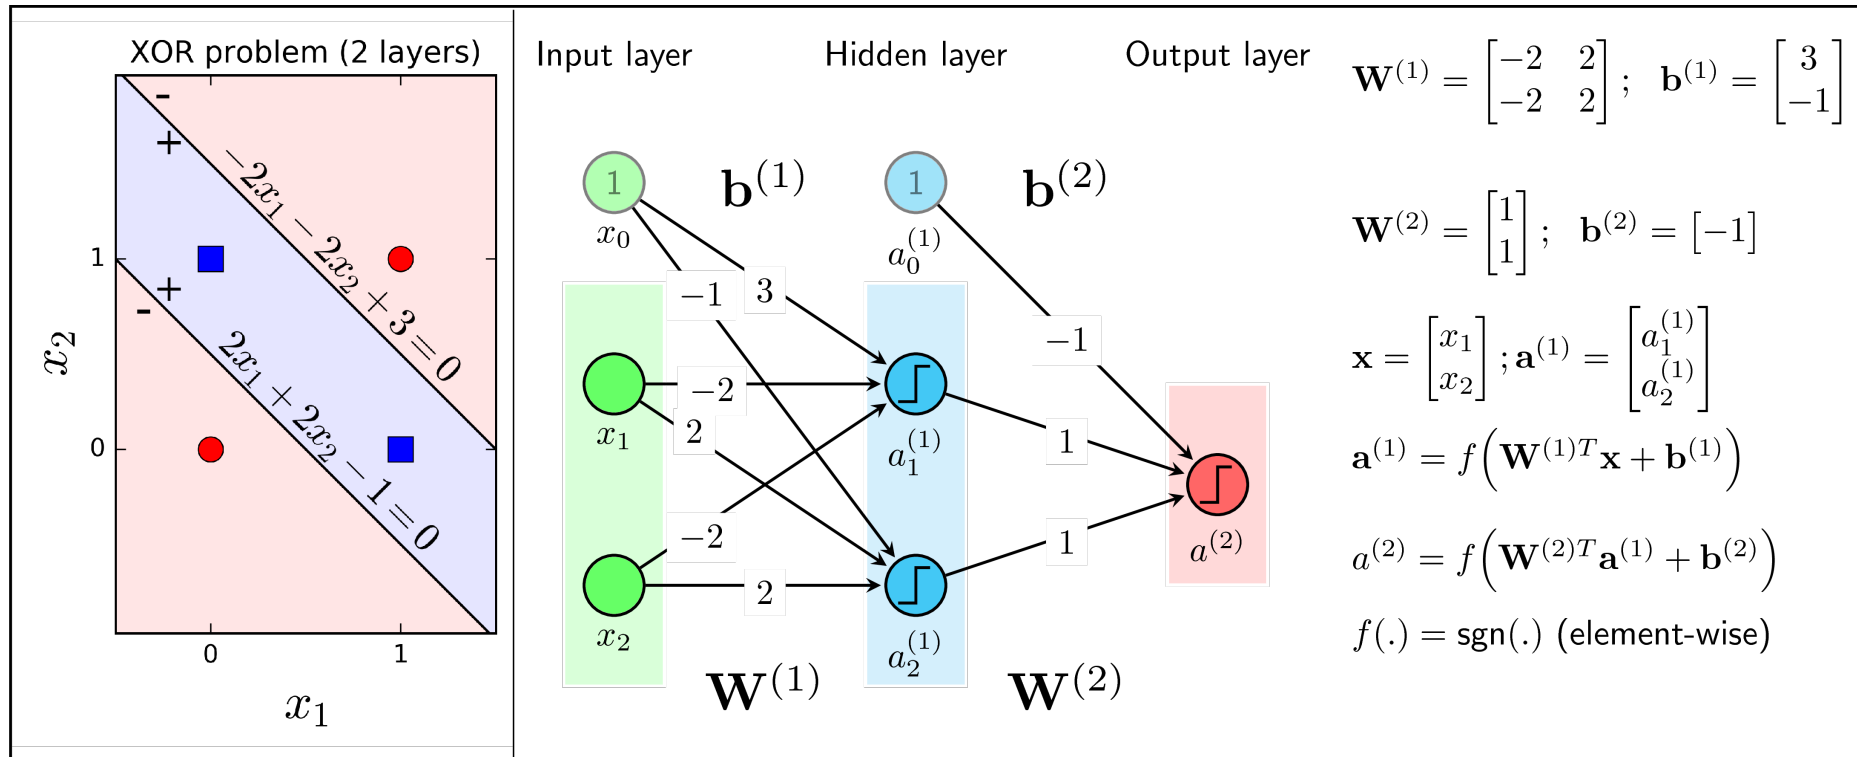 XOR problem (2 layers)
-
+
−2x₁ − 2x₂ + 3 = 0
1
+
-
2x₁ + 2x₂ − 1 = 0
0
x₂
0 1
x₁
Input layer Hidden layer Output layer
1 b⁽¹⁾ 1 b⁽²⁾
x₀ a₀⁽¹⁾
−1 3
−1
−2
x₁ 2 a₁⁽¹⁾ 1
−2 1 a⁽²⁾
2
x₂ a₂⁽¹⁾
W⁽¹⁾ W⁽²⁾
W⁽¹⁾ = [−2 2; −2 2] ; b⁽¹⁾ = [3; −1]
W⁽²⁾ = [1; 1] ; b⁽²⁾ = [−1]
x = [x₁; x₂] ; a⁽¹⁾ = [a₁⁽¹⁾; a₂⁽¹⁾]
a⁽¹⁾ = f(W⁽¹⁾ᵀx + b⁽¹⁾)
a⁽²⁾ = f(W⁽²⁾ᵀa⁽¹⁾ + b⁽²⁾)
f(.) = sgn(.) (element-wise)